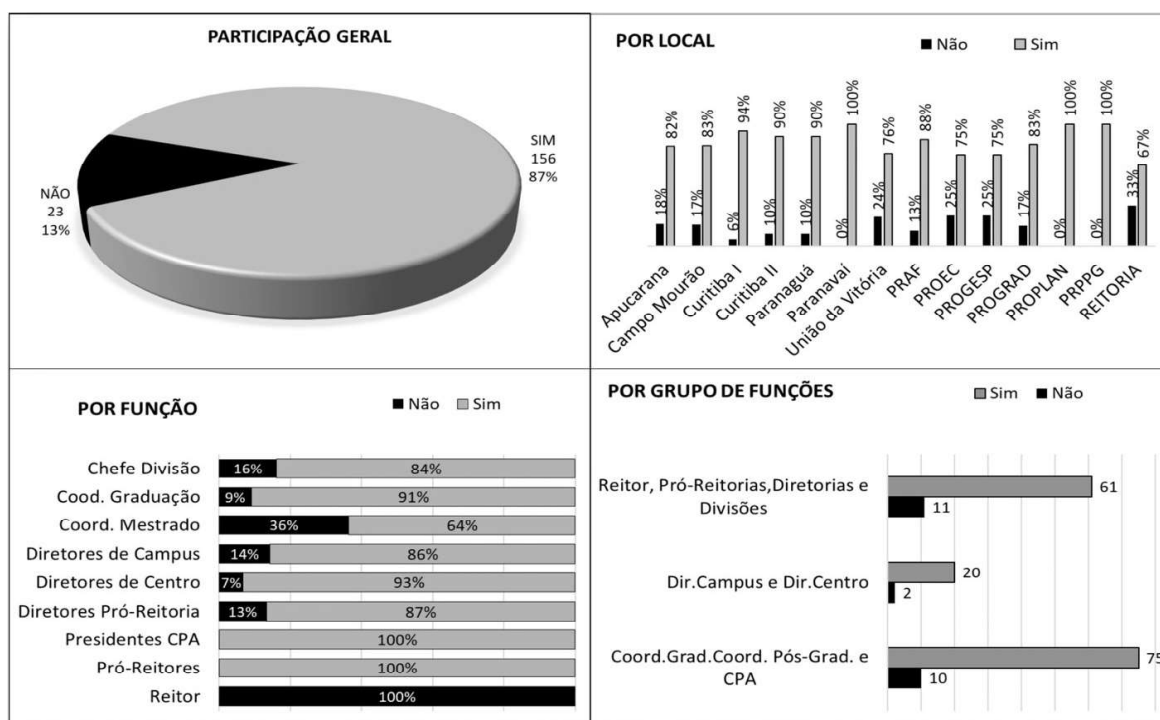 PARTICIPAÇÃO GERAL
SIM
156
87%
NÃO
23
13%
POR LOCAL
Não
Sim
18%
82%
17%
83%
6%
94%
10%
90%
10%
90%
0%
100%
24%
76%
13%
88%
25%
75%
25%
75%
17%
83%
0%
100%
0%
100%
33%
67%
Apucarana
Campo Mourão
Curitiba I
Curitiba II
Paranaguá
Paranavai
União da Vitória
PRAF
PROEC
PROGESP
PROGRAD
PROPLAN
PRPPG
REITORIA
POR FUNÇÃO
Não
Sim
Chefe Divisão 16% 84%
Cood. Graduação 9% 91%
Coord. Mestrado 36% 64%
Diretores de Campus 14% 86%
Diretores de Centro 7% 93%
Diretores Pró-Reitoria 13% 87%
Presidentes CPA 100%
Pró-Reitores 100%
Reitor 100%
POR GRUPO DE FUNÇÕES
Sim
Não
Reitor, Pró-Reitorias,Diretorias e
Divisões
61
11
Dir.Campus e Dir.Centro
20
2
Coord.Grad.Coord. Pós-Grad. e
CPA
75
10